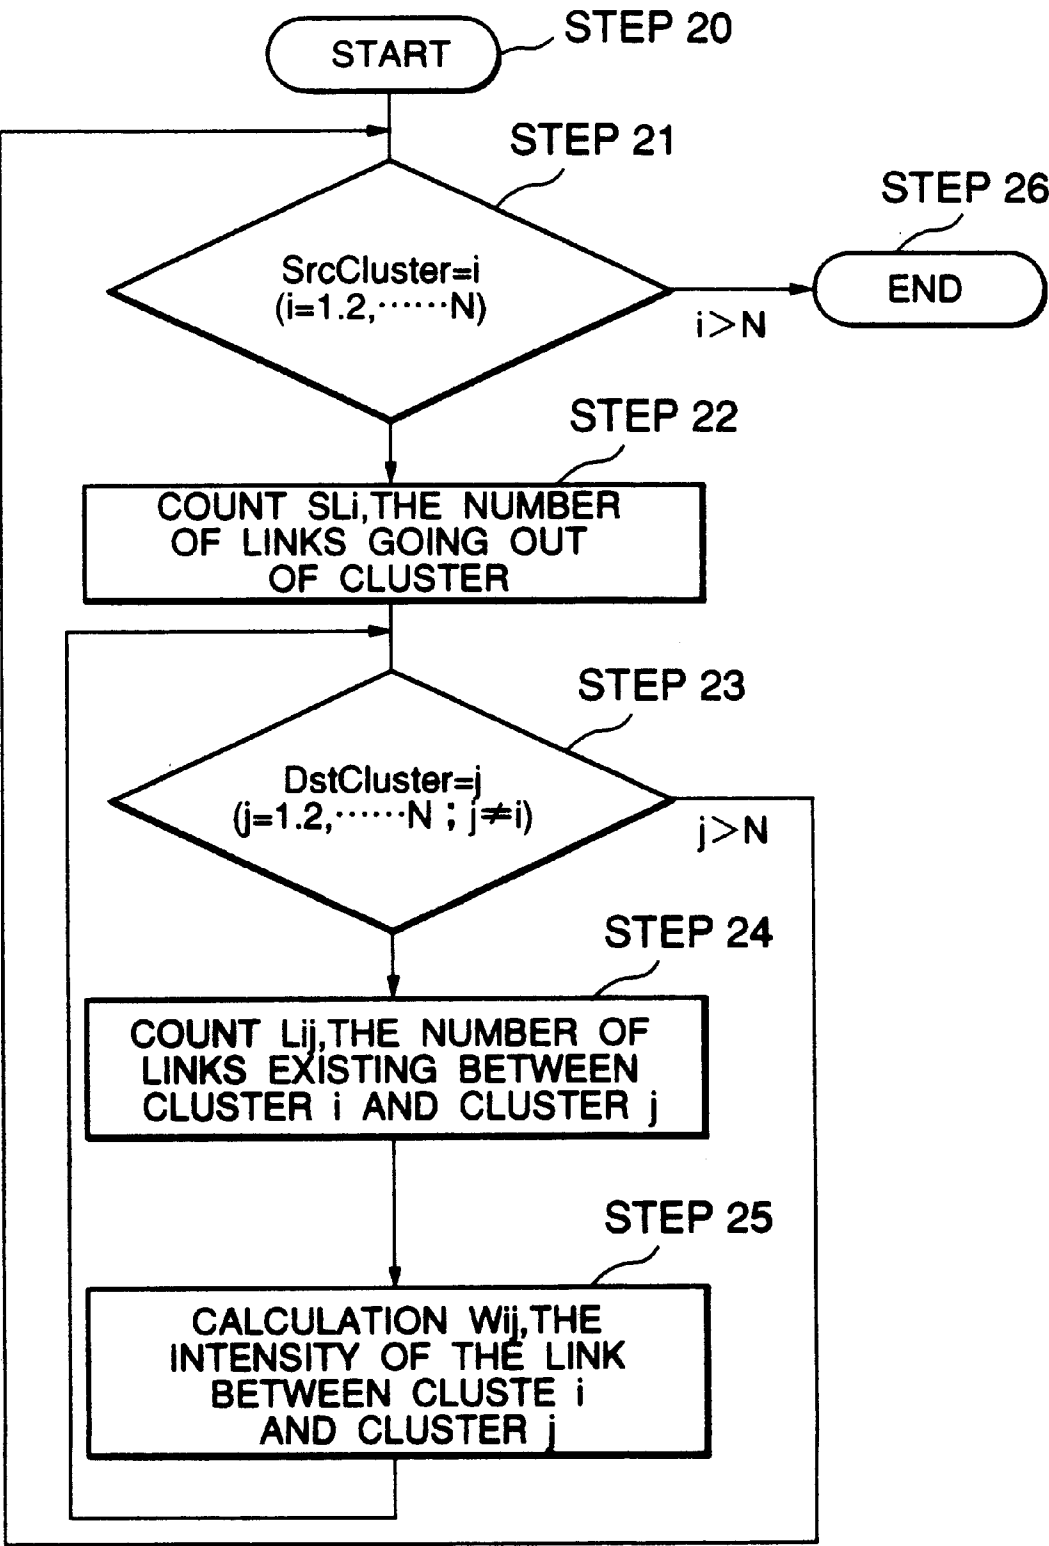 START
STEP 20
STEP 21
SrcCluster=i
(i=1.2,······N)
i>N
STEP 26
END
STEP 22
COUNT SLi,THE NUMBER
OF LINKS GOING OUT
OF CLUSTER
STEP 23
DstCluster=j
(j=1.2,······N ; j≠i)
j>N
STEP 24
COUNT Lij,THE NUMBER OF
LINKS EXISTING BETWEEN
CLUSTER i AND CLUSTER j
STEP 25
CALCULATION Wij,THE
INTENSITY OF THE LINK
BETWEEN CLUSTE i
AND CLUSTER j